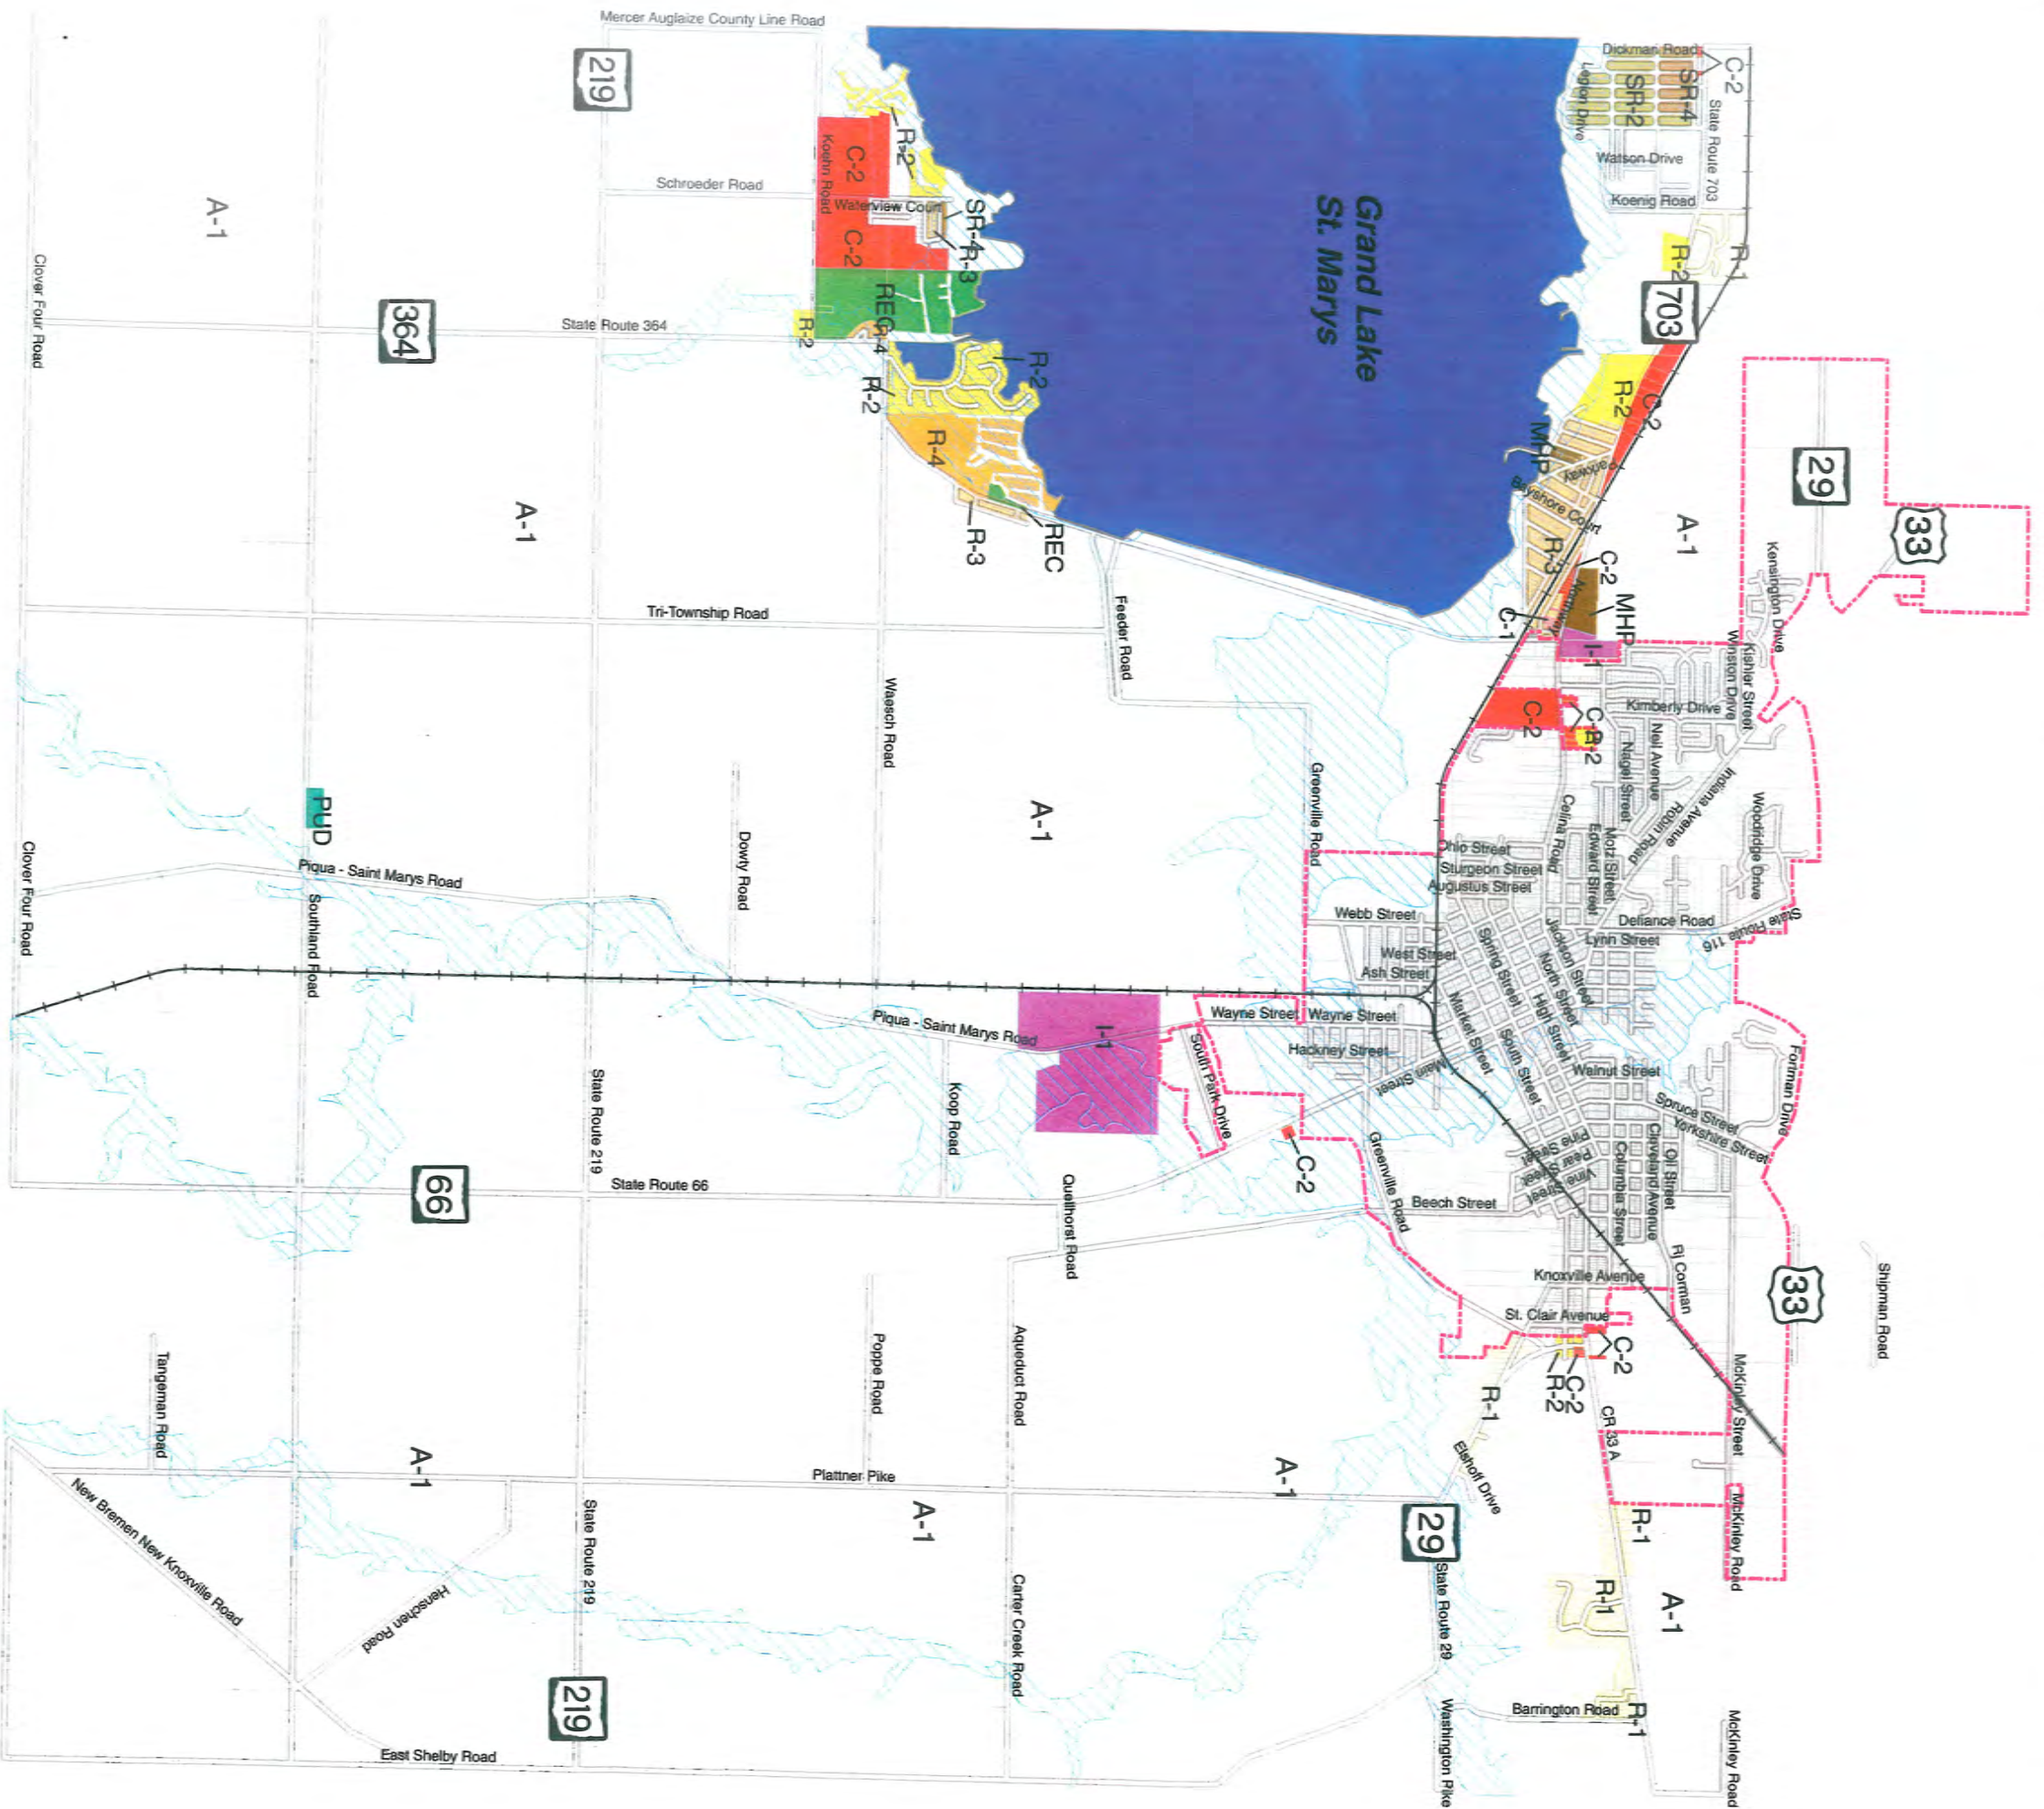 Mercer Auglaize County Line Road
219
Dickman Road
C-2
SR-4
SR-2
Legion Drive
State Route 703
Watson Drive
Koenig Road
R-1
R-2
703
Grand Lake
St. Marys
R-2
C-2
Koehn Road
Schroeder Road
Waterview Court
SR-4
R-3
C-2
REC
R-4
R-2
State Route 364
364
A-1
Clover Four Road
R-2
R-2
R-4
REC
R-3
A-1
R-2
C-2
MHP
Parkway
Bayshore Court
R-3
A-1
29
33
C-2
MHP
C-1
I-1
Kensington Drive
Kishler Street
Winston Drive
Kimberly Drive
C-2
C-2
R-2
Neil Avenue
Nagel Street
Indiana Avenue
Robin Road
Woodridge Drive
Celina Road
Motz Street
Edward Street
Tri-Township Road
Feeder Road
Waesch Road
Greenville Road
A-1
PUD
Dowty Road
Piqua - Saint Marys Road
Clover Four Road
Southland Road
Ohio Street
Sturgeon Street
Augustus Street
Webb Street
West Street
Ash Street
Defiance Road
Lynn Street
State Route 116
Jackson Street
North Street
High Street
Spring Street
Market Street
South Street
Wayne Street
Wayne Street
Hackney Street
Main Street
Walnut Street
Fortman Drive
Spruce Street
Yorkshire Street
Oil Street
Cleveland Avenue
Columbia Street
Pine Street
Pear Street
Vine Street
Piqua - Saint Marys Road
I-1
South Park Drive
Koop Road
State Route 219
C-2
Greenville Road
Beech Street
State Route 66
66
Quellhorst Road
Knoxville Avenue
Rj Corman
33
Shipman Road
St. Clair Avenue
C-2
C-2
R-2
McKinley Street
Aqueduct Road
Poppe Road
Tangeman Road
R-1
CR 33 A
Elshoff Drive
A-1
A-1
Plattner Pike
A-1
29
State Route 29
R-1
McKinley Road
R-1
A-1
New Bremen New Knoxville Road
Henschen Road
State Route 219
Carter Creek Road
219
Barrington Road
R-1
McKinley Road
Washington Pike
East Shelby Road